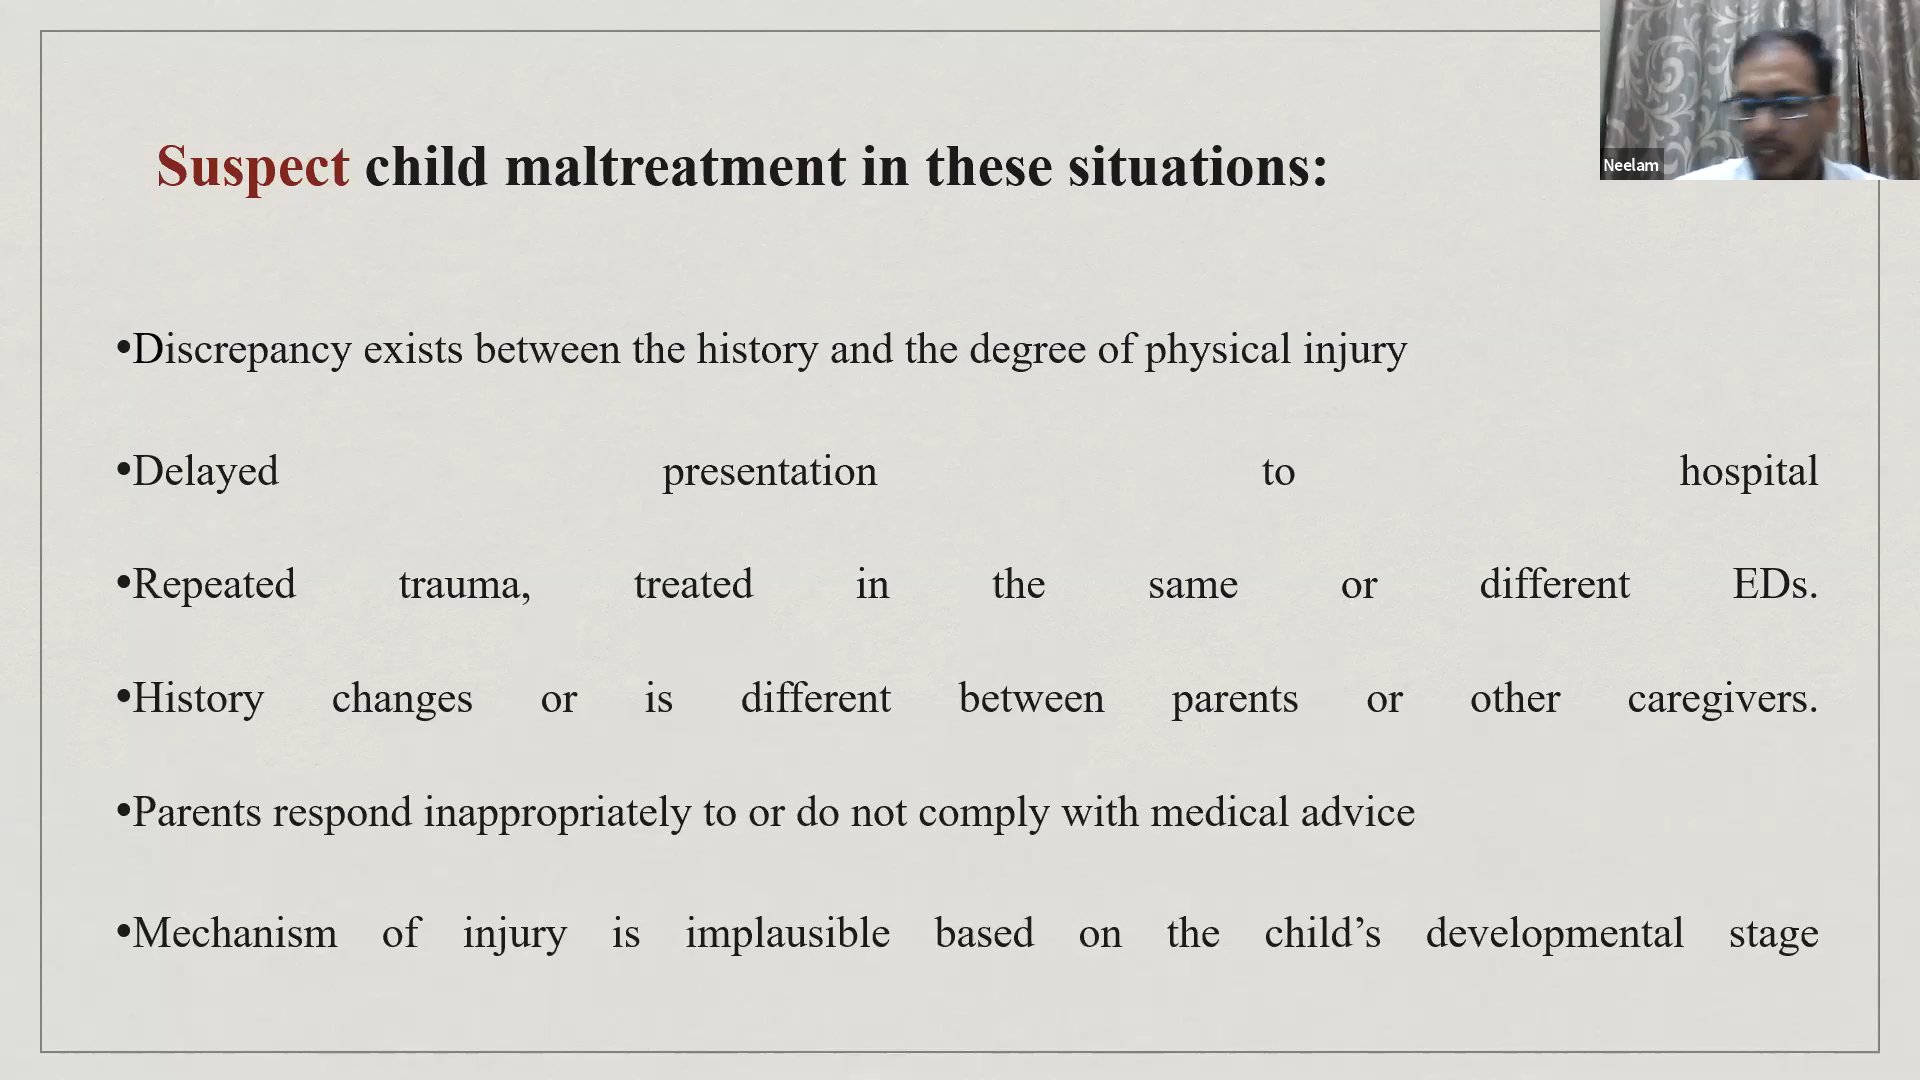 Suspect child maltreatment in these situations:
Neelam
•Discrepancy exists between the history and the degree of physical injury
•Delayed presentation to hospital
•Repeated trauma, treated in the same or different EDs.
•History changes or is different between parents or other caregivers.
•Parents respond inappropriately to or do not comply with medical advice
•Mechanism of injury is implausible based on the child’s developmental stage